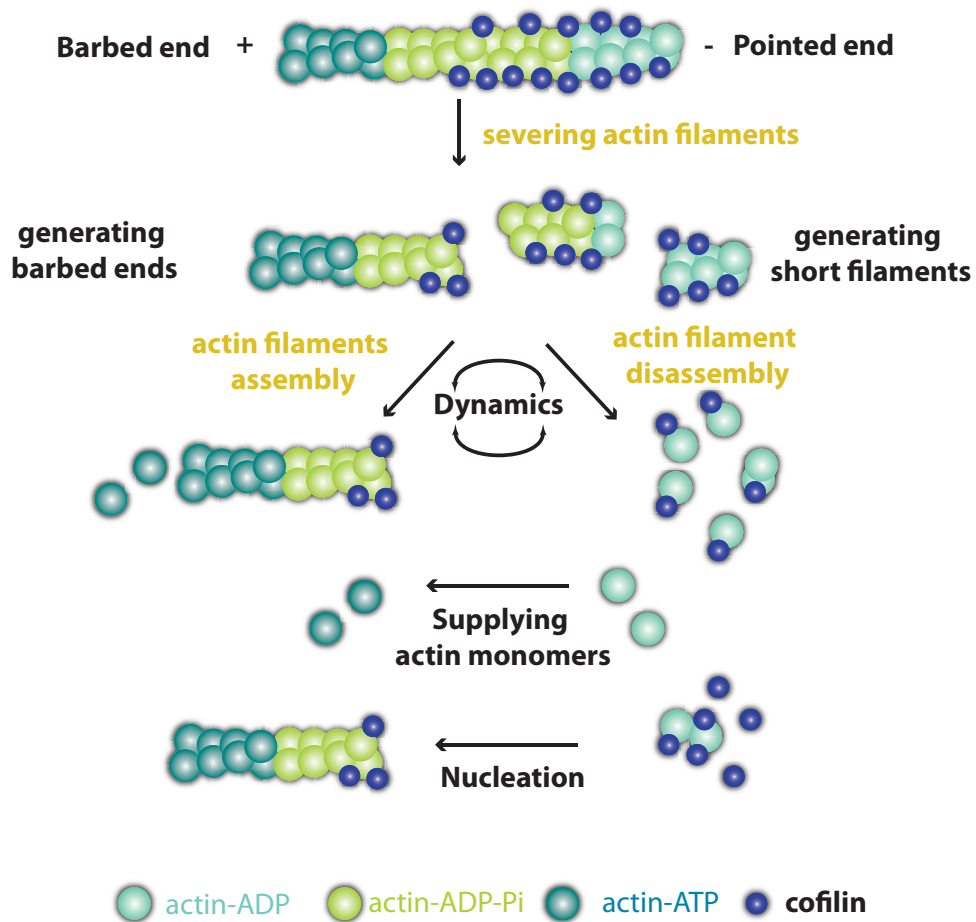 Barbed end + - Pointed end
severing actin filaments
generating
barbed ends
generating
short filaments
actin filaments
assembly
actin filament
disassembly
Dynamics
Supplying
actin monomers
Nucleation
actin-ADP actin-ADP-Pi actin-ATP cofilin